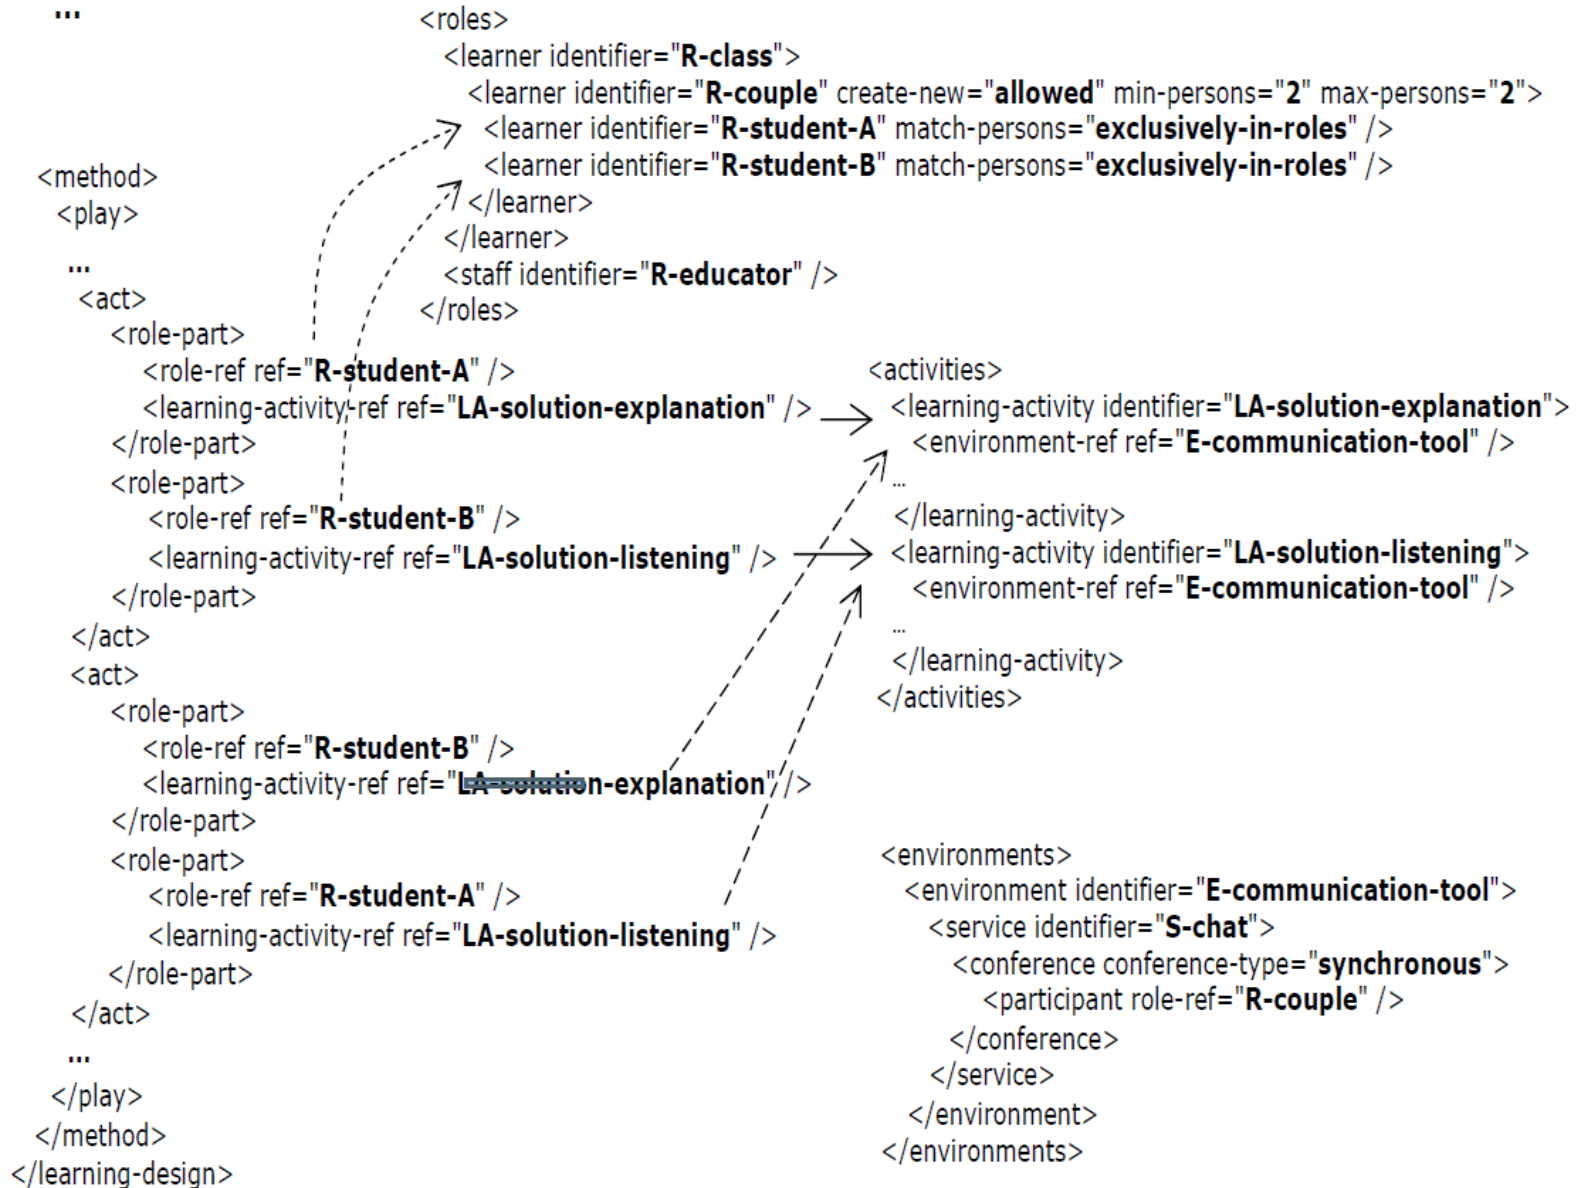 ...
<method>
<play>
...
<act>
<role-part>
<role-ref ref="R-student-A" />
<learning-activity-ref ref="LA-solution-explanation" />
</role-part>
<role-part>
<role-ref ref="R-student-B" />
<learning-activity-ref ref="LA-solution-listening" />
</role-part>
</act>
<act>
<role-part>
<role-ref ref="R-student-B" />
<learning-activity-ref ref="LA-solution-explanation" />
</role-part>
<role-part>
<role-ref ref="R-student-A" />
<learning-activity-ref ref="LA-solution-listening" />
</role-part>
</act>
...
</play>
</method>
</learning-design>
<roles>
<learner identifier="R-class">
<learner identifier="R-couple" create-new="allowed" min-persons="2" max-persons="2">
<learner identifier="R-student-A" match-persons="exclusively-in-roles" />
<learner identifier="R-student-B" match-persons="exclusively-in-roles" />
</learner>
</learner>
<staff identifier="R-educator" />
</roles>
<activities>
<learning-activity identifier="LA-solution-explanation">
<environment-ref ref="E-communication-tool" />
...
</learning-activity>
<learning-activity identifier="LA-solution-listening">
<environment-ref ref="E-communication-tool" />
...
</learning-activity>
</activities>
<environments>
<environment identifier="E-communication-tool">
<service identifier="S-chat">
<conference conference-type="synchronous">
<participant role-ref="R-couple" />
</conference>
</service>
</environment>
</environments>